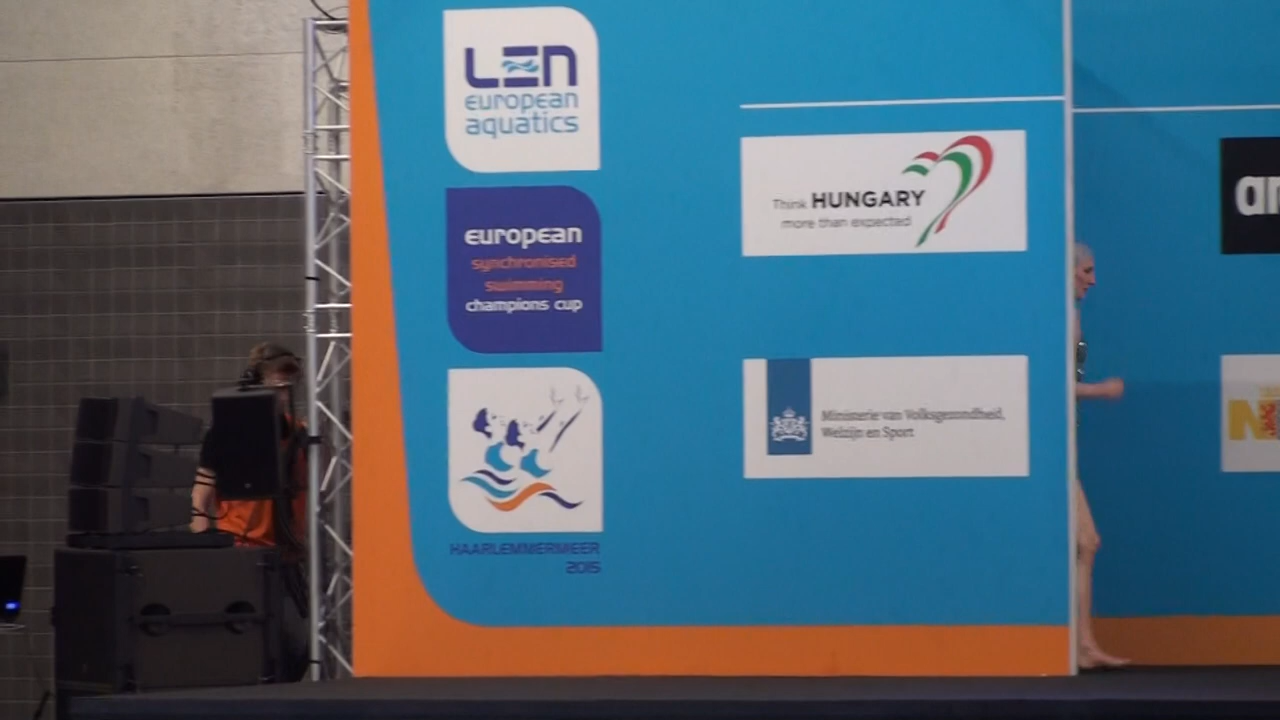 LEN
european
aquatics
european
synchronised
swimming
champions cup
HAARLEMMERMEER
2015
Think HUNGARY
more than expected
Ministerie van Volksgezondheid,
Welzijn en Sport